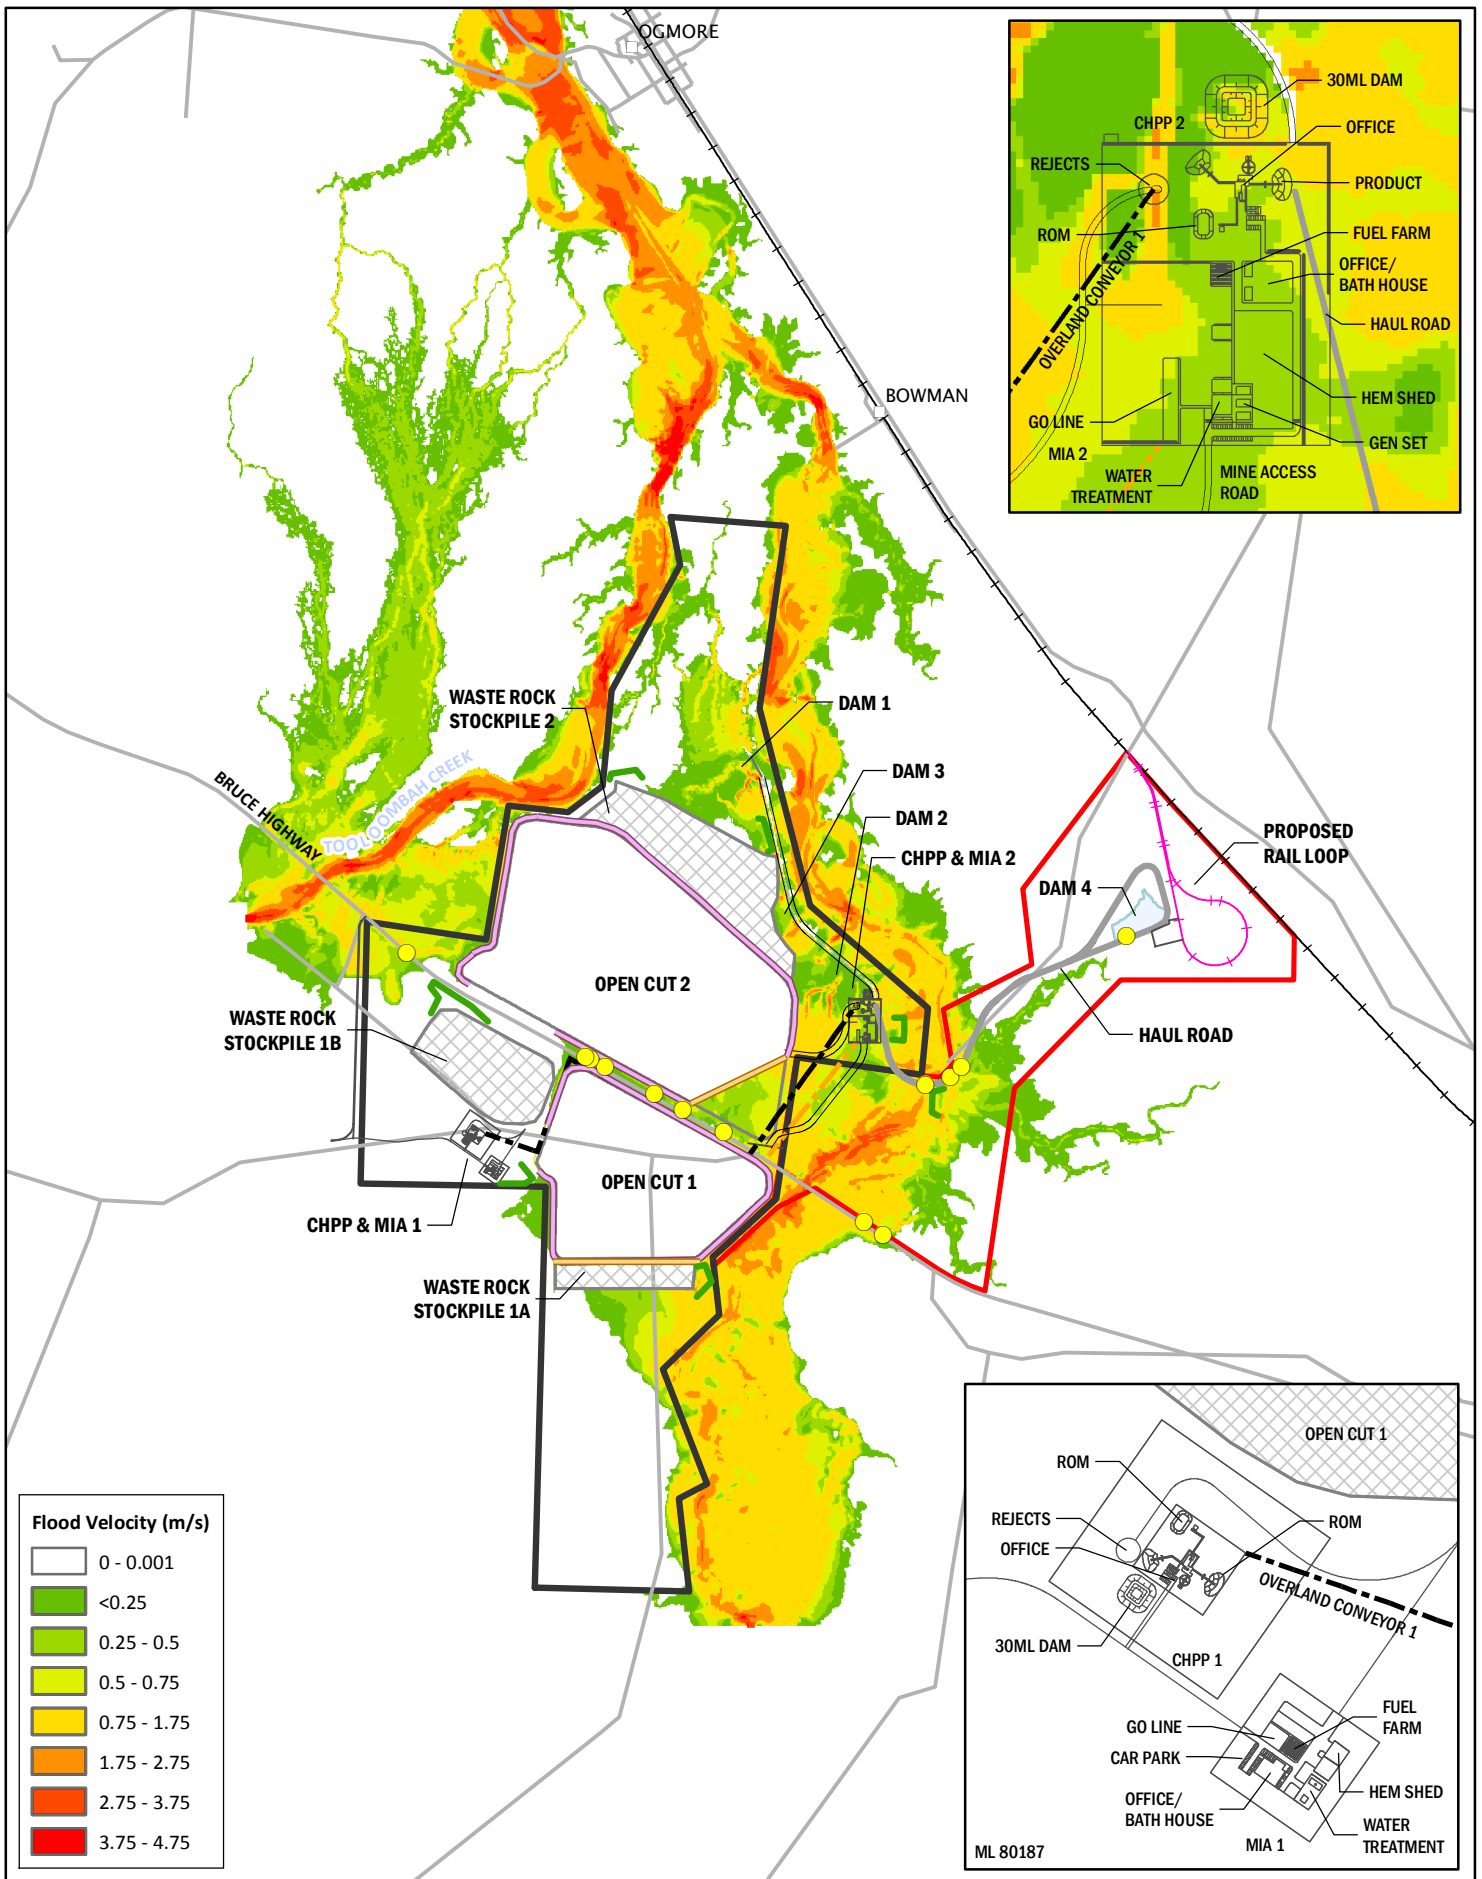 OGMORE
BOWMAN
30ML DAM
CHPP 2
OFFICE
REJECTS
PRODUCT
ROM
FUEL FARM
OFFICE/
BATH HOUSE
OVERLAND CONVEYOR 1
HAUL ROAD
HEM SHED
GO LINE
GEN SET
MIA 2
WATER
TREATMENT
MINE ACCESS
ROAD
WASTE ROCK
STOCKPILE 2
DAM 1
DAM 3
DAM 2
CHPP & MIA 2
BRUCE HIGHWAY
TOOLOOMBAH CREEK
PROPOSED
RAIL LOOP
DAM 4
OPEN CUT 2
WASTE ROCK
STOCKPILE 1B
HAUL ROAD
OPEN CUT 1
CHPP & MIA 1
WASTE ROCK
STOCKPILE 1A
Flood Velocity (m/s)
0 - 0.001
<0.25
0.25 - 0.5
0.5 - 0.75
0.75 - 1.75
1.75 - 2.75
2.75 - 3.75
3.75 - 4.75
OPEN CUT 1
ROM
REJECTS
OFFICE
ROM
OVERLAND CONVEYOR 1
30ML DAM
CHPP 1
FUEL
FARM
GO LINE
CAR PARK
OFFICE/
BATH HOUSE
HEM SHED
WATER
TREATMENT
MIA 1
ML 80187